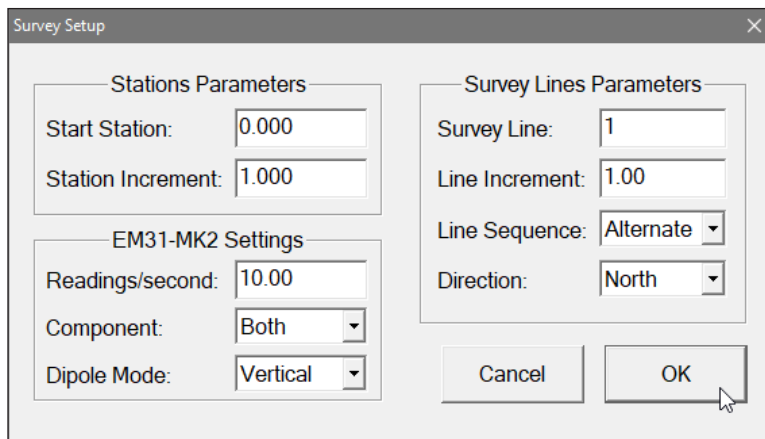 Survey Setup
Stations Parameters
Start Station: 0.000
Station Increment: 1.000
EM31-MK2 Settings
Readings/second: 10.00
Component: Both
Dipole Mode: Vertical
Survey Lines Parameters
Survey Line: 1
Line Increment: 1.00
Line Sequence: Alternate
Direction: North
Cancel
OK